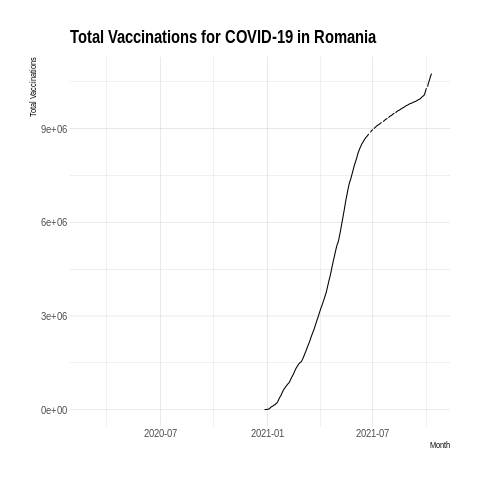 Total Vaccinations for COVID-19 in Romania
Total Vaccinations
9e+06
6e+06
3e+06
0e+00
2020-07
2021-01
2021-07
Month